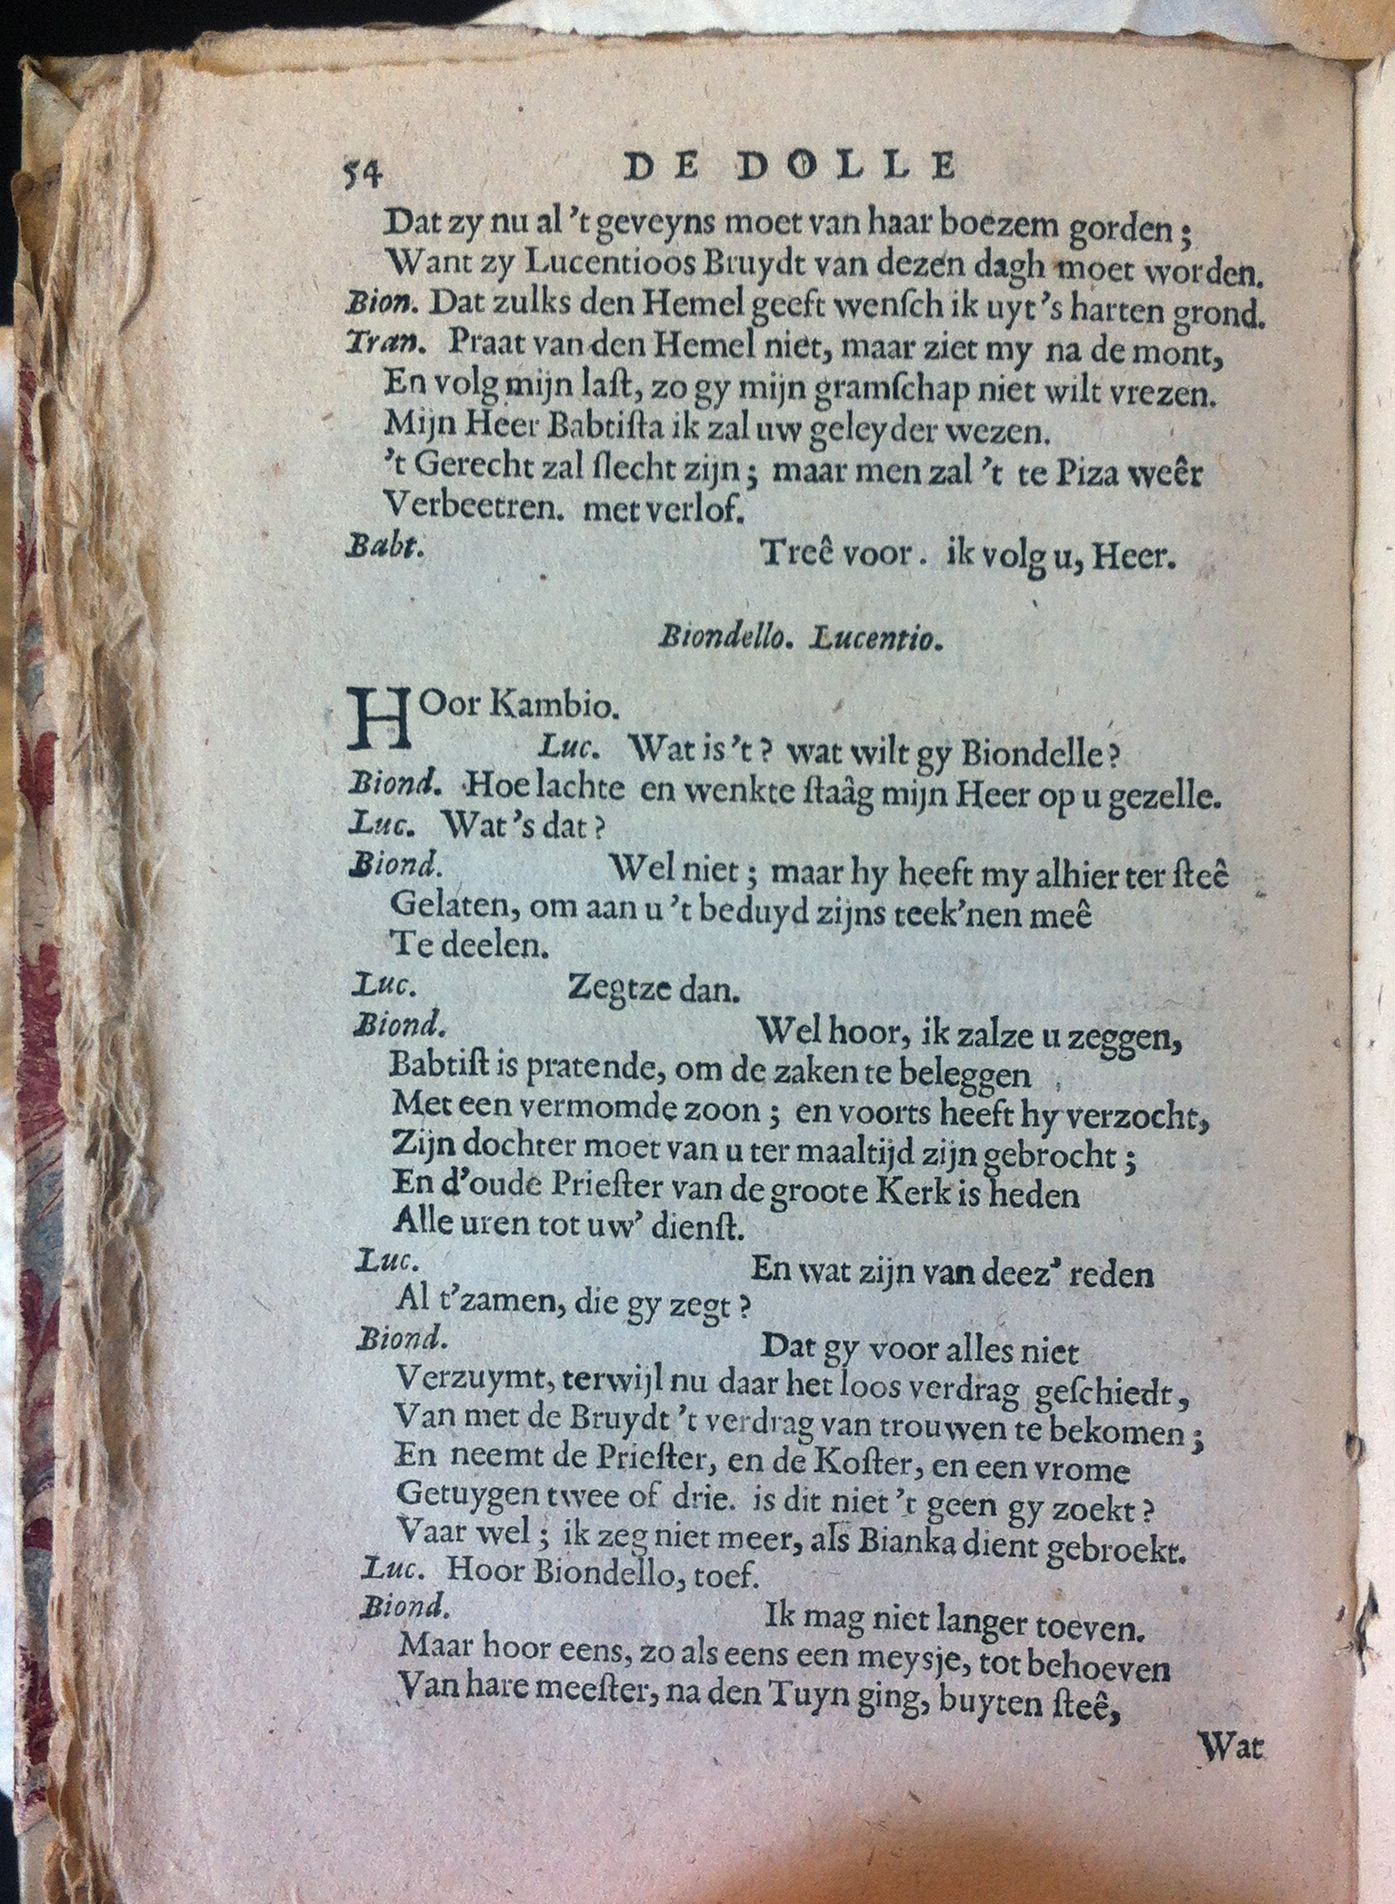 54 DE DOLLE
Dat zy nu al 't geveyns moet van haar boezem gorden;
Want zy Lucentioos Bruydt van dezen dagh moet worden.
Bion. Dat zulks den Hemel geeft wenſch ik uyt's harten grond.
Tran. Praat van den Hemel niet, maar ziet my na de mont,
En volg mijn laſt, zo gy mijn gramſchap niet wilt vrezen.
Mijn Heer Babtiſta ik zal uw geleyder wezen.
't Gerecht zal ſlecht zijn; maar men zal 't te Piza weêr
Verbeetren. met verlof.
Babt. Treê voor. ik volg u, Heer.
Biondello. Lucentio.
HOor Kambio.
Luc. Wat is 't? wat wilt gy Biondelle?
Biond. Hoe lachte en wenkte ſtaâg mijn Heer op u gezelle.
Luc. Wat's dat?
Biond. Wel niet; maar hy heeft my alhier ter ſteê
Gelaten, om aan u 't beduyd zijns teek'nen meê
Te deelen.
Luc. Zegtze dan.
Biond. Wel hoor, ik zalze u zeggen,
Babtiſt is pratende, om de zaken te beleggen
Met een vermomde zoon; en voorts heeft hy verzocht,
Zijn dochter moet van u ter maaltijd zijn gebrocht;
En d'oude Prieſter van de groote Kerk is heden
Alle uren tot uw' dienſt.
Luc. En wat zijn van deez' reden
Al t'zamen, die gy zegt?
Biond. Dat gy voor alles niet
Verzuymt, terwijl nu daar het loos verdrag geſchiedt,
Van met de Bruydt 't verdrag van trouwen te bekomen;
En neemt de Prieſter, en de Koſter, en een vrome
Getuygen twee of drie. is dit niet 't geen gy zoekt?
Vaar wel; ik zeg niet meer, als Bianka dient gebroekt.
Luc. Hoor Biondello, toef.
Biond. Ik mag niet langer toeven.
Maar hoor eens, zo als eens een meysje, tot behoeven
Van hare meeſter, na den Tuyn ging, buyten ſteê,
Wat